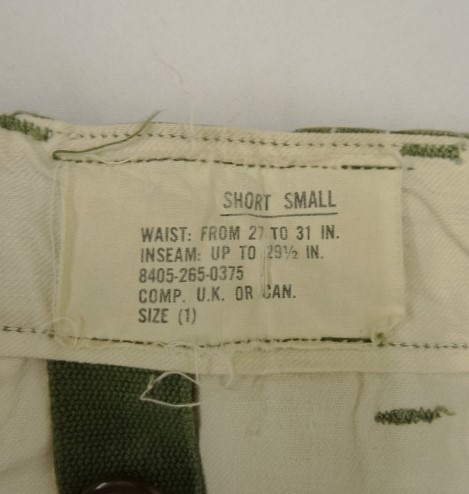 SHORT SMALL
WAIST: FROM 27 TO 31 IN.
INSEAM: UP TO 29½ IN.
8405-265-0375
COMP. U.K. OR CAN.
SIZE (1)